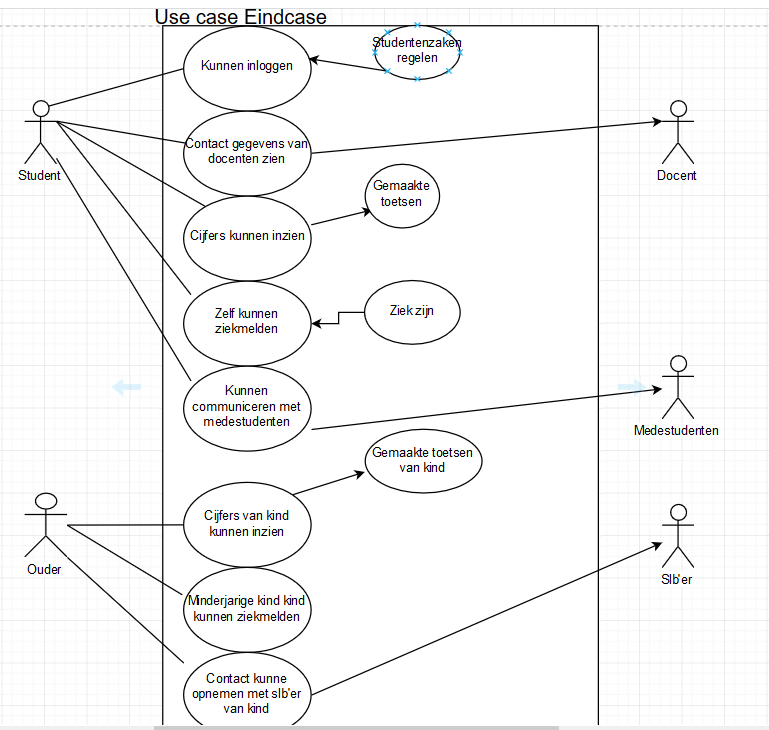 Use case Eindcase
Kunnen inloggen
Studentenzaken
regelen
Student
Contact gegevens van
docenten zien
Docent
Gemaakte
toetsen
Cijfers kunnen inzien
Zelf kunnen
ziekmelden
Ziek zijn
Kunnen
communiceren met
medestudenten
Medestudenten
Gemaakte toetsen
van kind
Cijfers van kind
kunnen inzien
Ouder
Slb'er
Minderjarige kind kind
kunnen ziekmelden
Contact kunne
opnemen met slb'er
van kind